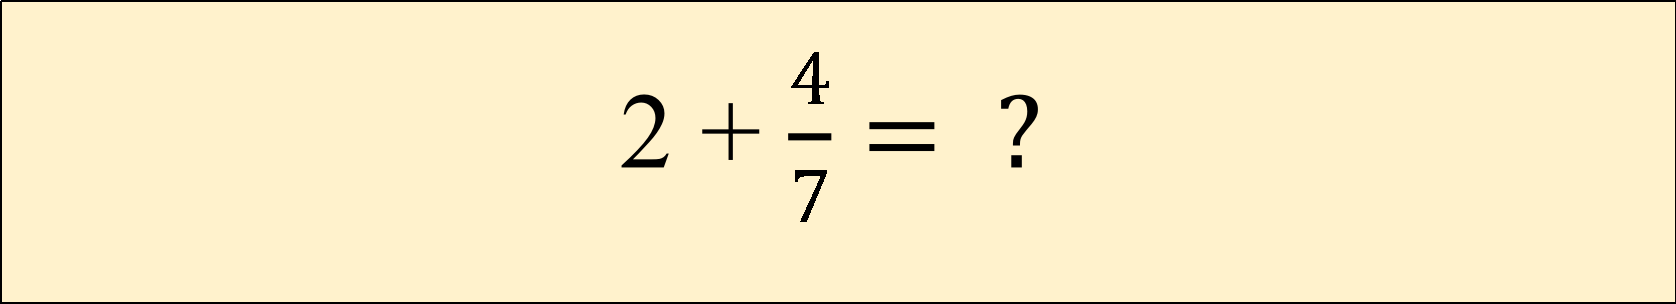 2 + 4/7 = ?